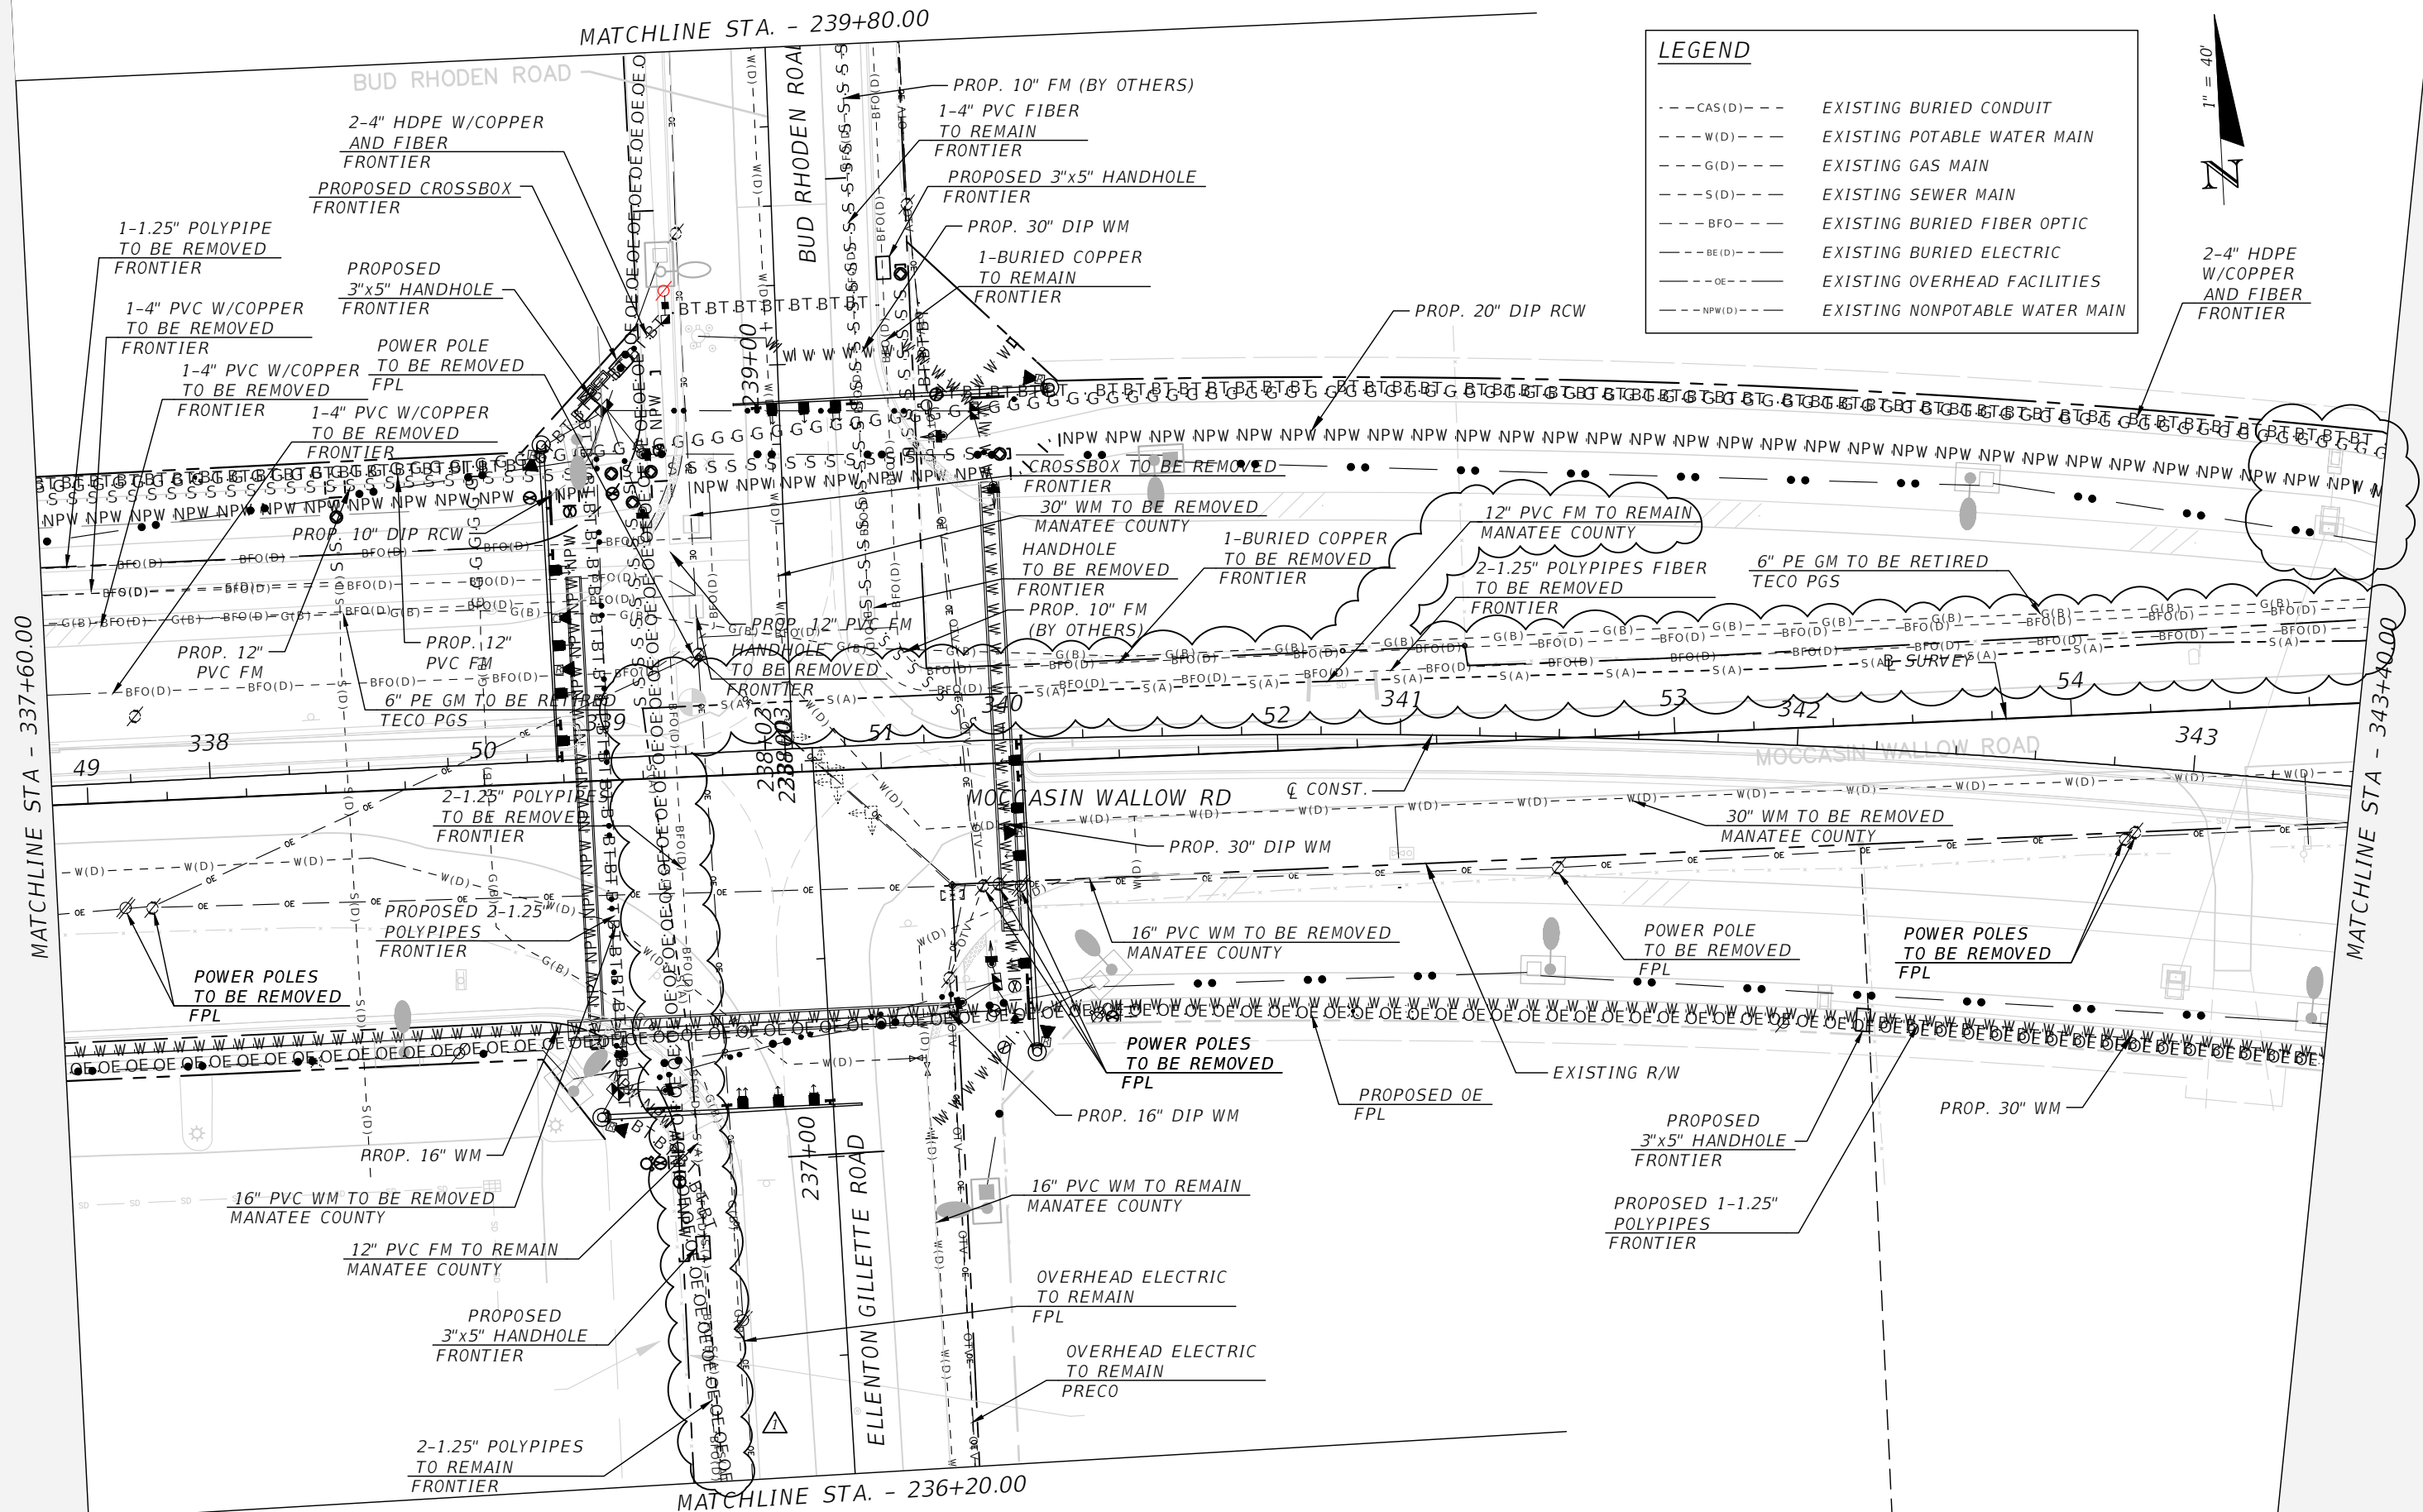 MATCHLINE STA. – 239+80.00
BUD RHODEN ROAD
BUD RHODEN ROAD
2–4" HDPE W/COPPER
AND FIBER
FRONTIER
PROPOSED CROSSBOX
FRONTIER
1–1.25" POLYPIPE
TO BE REMOVED
FRONTIER
PROPOSED
3"x5" HANDHOLE
FRONTIER
1–4" PVC W/COPPER
TO BE REMOVED
FRONTIER
POWER POLE
TO BE REMOVED
FPL
1–4" PVC W/COPPER
TO BE REMOVED
FRONTIER
1–4" PVC W/COPPER
TO BE REMOVED
FRONTIER
PROP. 10" FM (BY OTHERS)
1–4" PVC FIBER
TO REMAIN
FRONTIER
PROPOSED 3"x5" HANDHOLE
FRONTIER
PROP. 30" DIP WM
1–BURIED COPPER
TO REMAIN
FRONTIER
PROP. 20" DIP RCW
LEGEND
CAS(D) EXISTING BURIED CONDUIT
W(D) EXISTING POTABLE WATER MAIN
G(D) EXISTING GAS MAIN
S(D) EXISTING SEWER MAIN
BFO EXISTING BURIED FIBER OPTIC
BE(D) EXISTING BURIED ELECTRIC
OE EXISTING OVERHEAD FACILITIES
NPW(D) EXISTING NONPOTABLE WATER MAIN
1" = 40'
N
2–4" HDPE
W/COPPER
AND FIBER
FRONTIER
239+00
CROSSBOX TO BE REMOVED
FRONTIER
30" WM TO BE REMOVED
MANATEE COUNTY
HANDHOLE
TO BE REMOVED
FRONTIER
PROP. 10" FM
(BY OTHERS)
1–BURIED COPPER
TO BE REMOVED
FRONTIER
12" PVC FM TO REMAIN
MANATEE COUNTY
2–1.25" POLYPIPES FIBER
TO BE REMOVED
FRONTIER
6" PE GM TO BE RETIRED
TECO PGS
PROP. 10" DIP RCW
PROP. 12"
PVC FM
PROP. 12"
PVC FM
6" PE GM TO BE RETIRED
TECO PGS
PROP. 12" PVC FM
HANDHOLE
TO BE REMOVED
FRONTIER
MATCHLINE STA – 337+60.00
MATCHLINE STA – 343+40.00
℄ SURVEY
49
338
50
339
238+03
51
340
52
341
53
342
54
343
MOCCASIN WALLOW ROAD
MOCCASIN WALLOW RD
℄ CONST.
2–1.25" POLYPIPES
TO BE REMOVED
FRONTIER
PROP. 30" DIP WM
30" WM TO BE REMOVED
MANATEE COUNTY
PROPOSED 2–1.25"
POLYPIPES
FRONTIER
POWER POLES
TO BE REMOVED
FPL
16" PVC WM TO BE REMOVED
MANATEE COUNTY
POWER POLE
TO BE REMOVED
FPL
POWER POLES
TO BE REMOVED
FPL
POWER POLES
TO BE REMOVED
FPL
EXISTING R/W
PROPOSED OE
FPL
PROP. 16" DIP WM
PROPOSED
3"x5" HANDHOLE
FRONTIER
PROP. 30" WM
PROPOSED 1–1.25"
POLYPIPES
FRONTIER
PROP. 16" WM
16" PVC WM TO BE REMOVED
MANATEE COUNTY
12" PVC FM TO REMAIN
MANATEE COUNTY
237+00
ELLENTON GILLETTE ROAD
16" PVC WM TO REMAIN
MANATEE COUNTY
PROPOSED
3"x5" HANDHOLE
FRONTIER
OVERHEAD ELECTRIC
TO REMAIN
FPL
OVERHEAD ELECTRIC
TO REMAIN
PRECO
1
2–1.25" POLYPIPES
TO REMAIN
FRONTIER
MATCHLINE STA. – 236+20.00